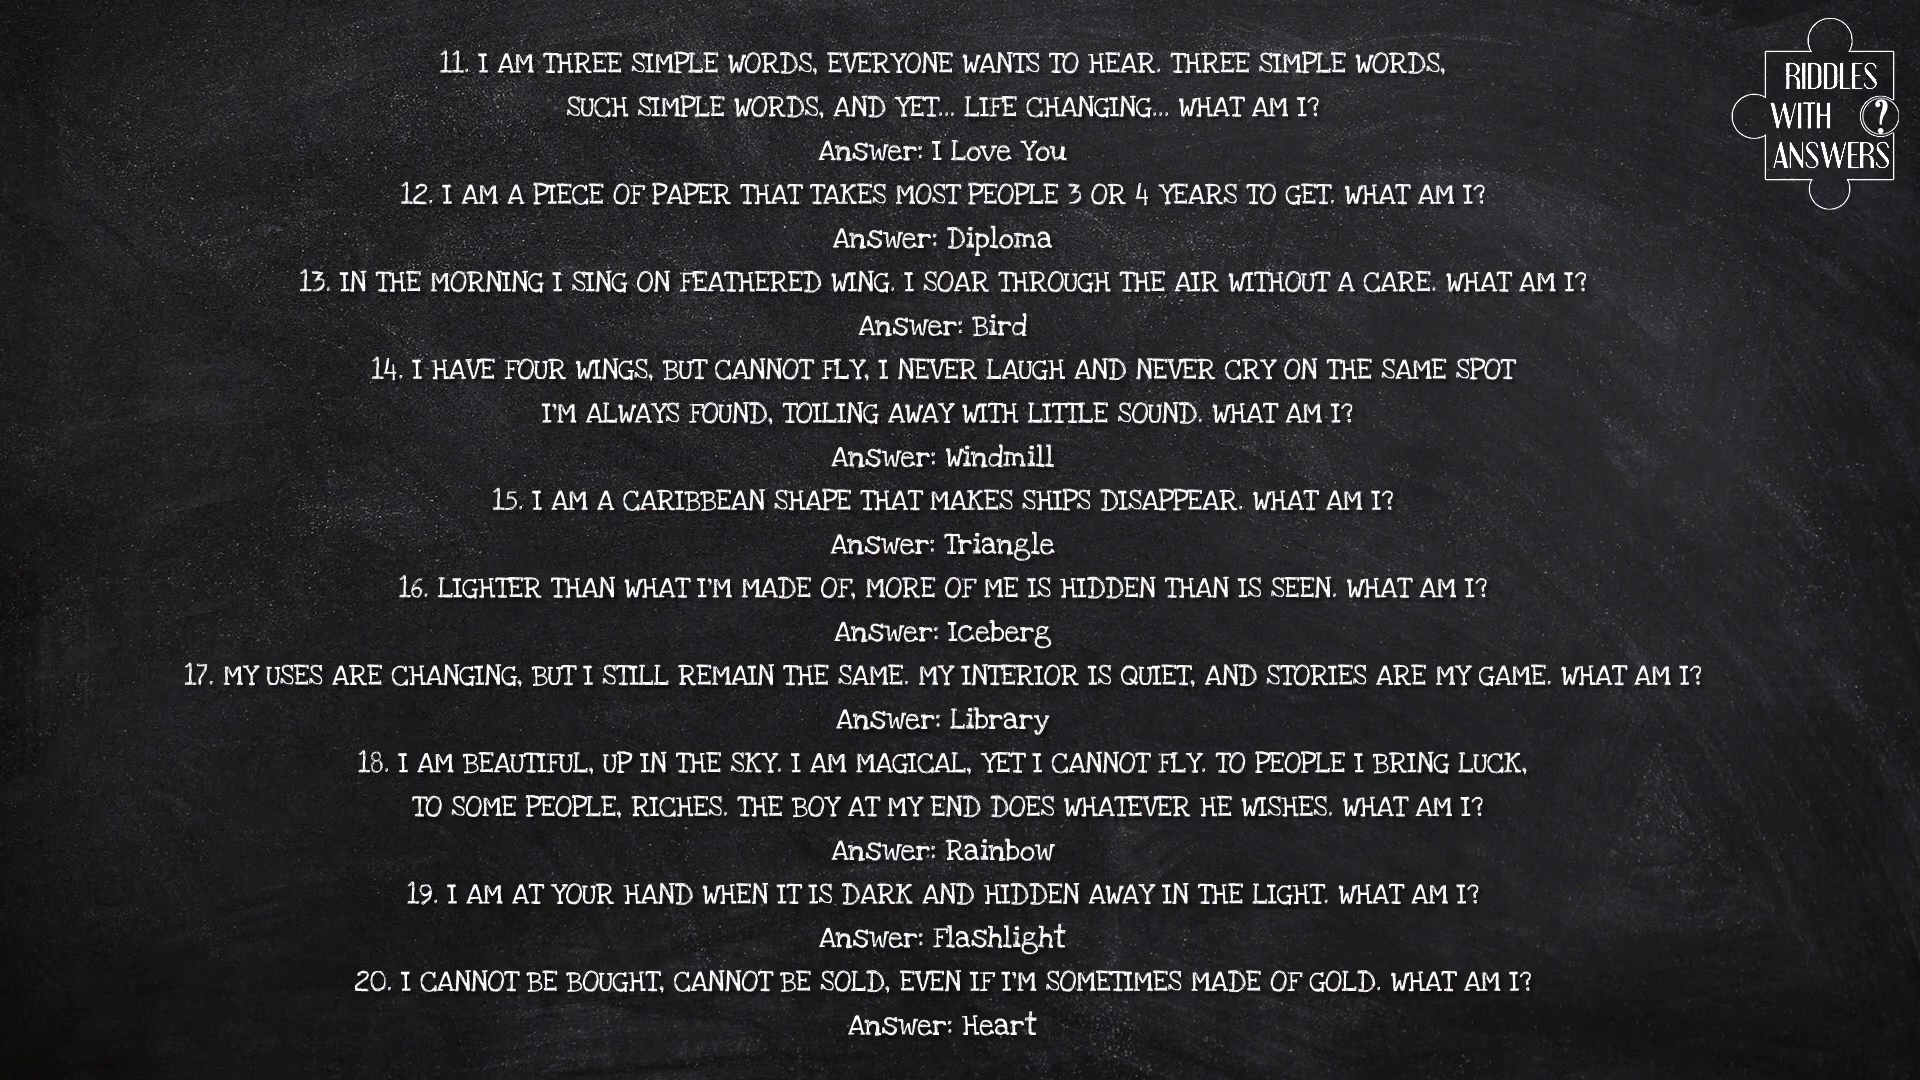 11. I AM THREE SIMPLE WORDS, EVERYONE WANTS TO HEAR. THREE SIMPLE WORDS,
SUCH SIMPLE WORDS, AND YET... LIFE CHANGING... WHAT AM I?
Answer: I Love You
12. I AM A PIECE OF PAPER THAT TAKES MOST PEOPLE 3 OR 4 YEARS TO GET. WHAT AM I?
Answer: Diploma
13. IN THE MORNING I SING ON FEATHERED WING. I SOAR THROUGH THE AIR WITHOUT A CARE. WHAT AM I?
Answer: Bird
14. I HAVE FOUR WINGS, BUT CANNOT FLY, I NEVER LAUGH AND NEVER CRY ON THE SAME SPOT
I'M ALWAYS FOUND, TOILING AWAY WITH LITTLE SOUND. WHAT AM I?
Answer: Windmill
15. I AM A CARIBBEAN SHAPE THAT MAKES SHIPS DISAPPEAR. WHAT AM I?
Answer: Triangle
16. LIGHTER THAN WHAT I'M MADE OF, MORE OF ME IS HIDDEN THAN IS SEEN. WHAT AM I?
Answer: Iceberg
17. MY USES ARE CHANGING, BUT I STILL REMAIN THE SAME. MY INTERIOR IS QUIET, AND STORIES ARE MY GAME. WHAT AM I?
Answer: Library
18. I AM BEAUTIFUL, UP IN THE SKY. I AM MAGICAL, YET I CANNOT FLY. TO PEOPLE I BRING LUCK,
TO SOME PEOPLE, RICHES. THE BOY AT MY END DOES WHATEVER HE WISHES. WHAT AM I?
Answer: Rainbow
19. I AM AT YOUR HAND WHEN IT IS DARK AND HIDDEN AWAY IN THE LIGHT. WHAT AM I?
Answer: Flashlight
20. I CANNOT BE BOUGHT, CANNOT BE SOLD, EVEN IF I'M SOMETIMES MADE OF GOLD. WHAT AM I?
Answer: Heart
RIDDLES
WITH ?
ANSWERS